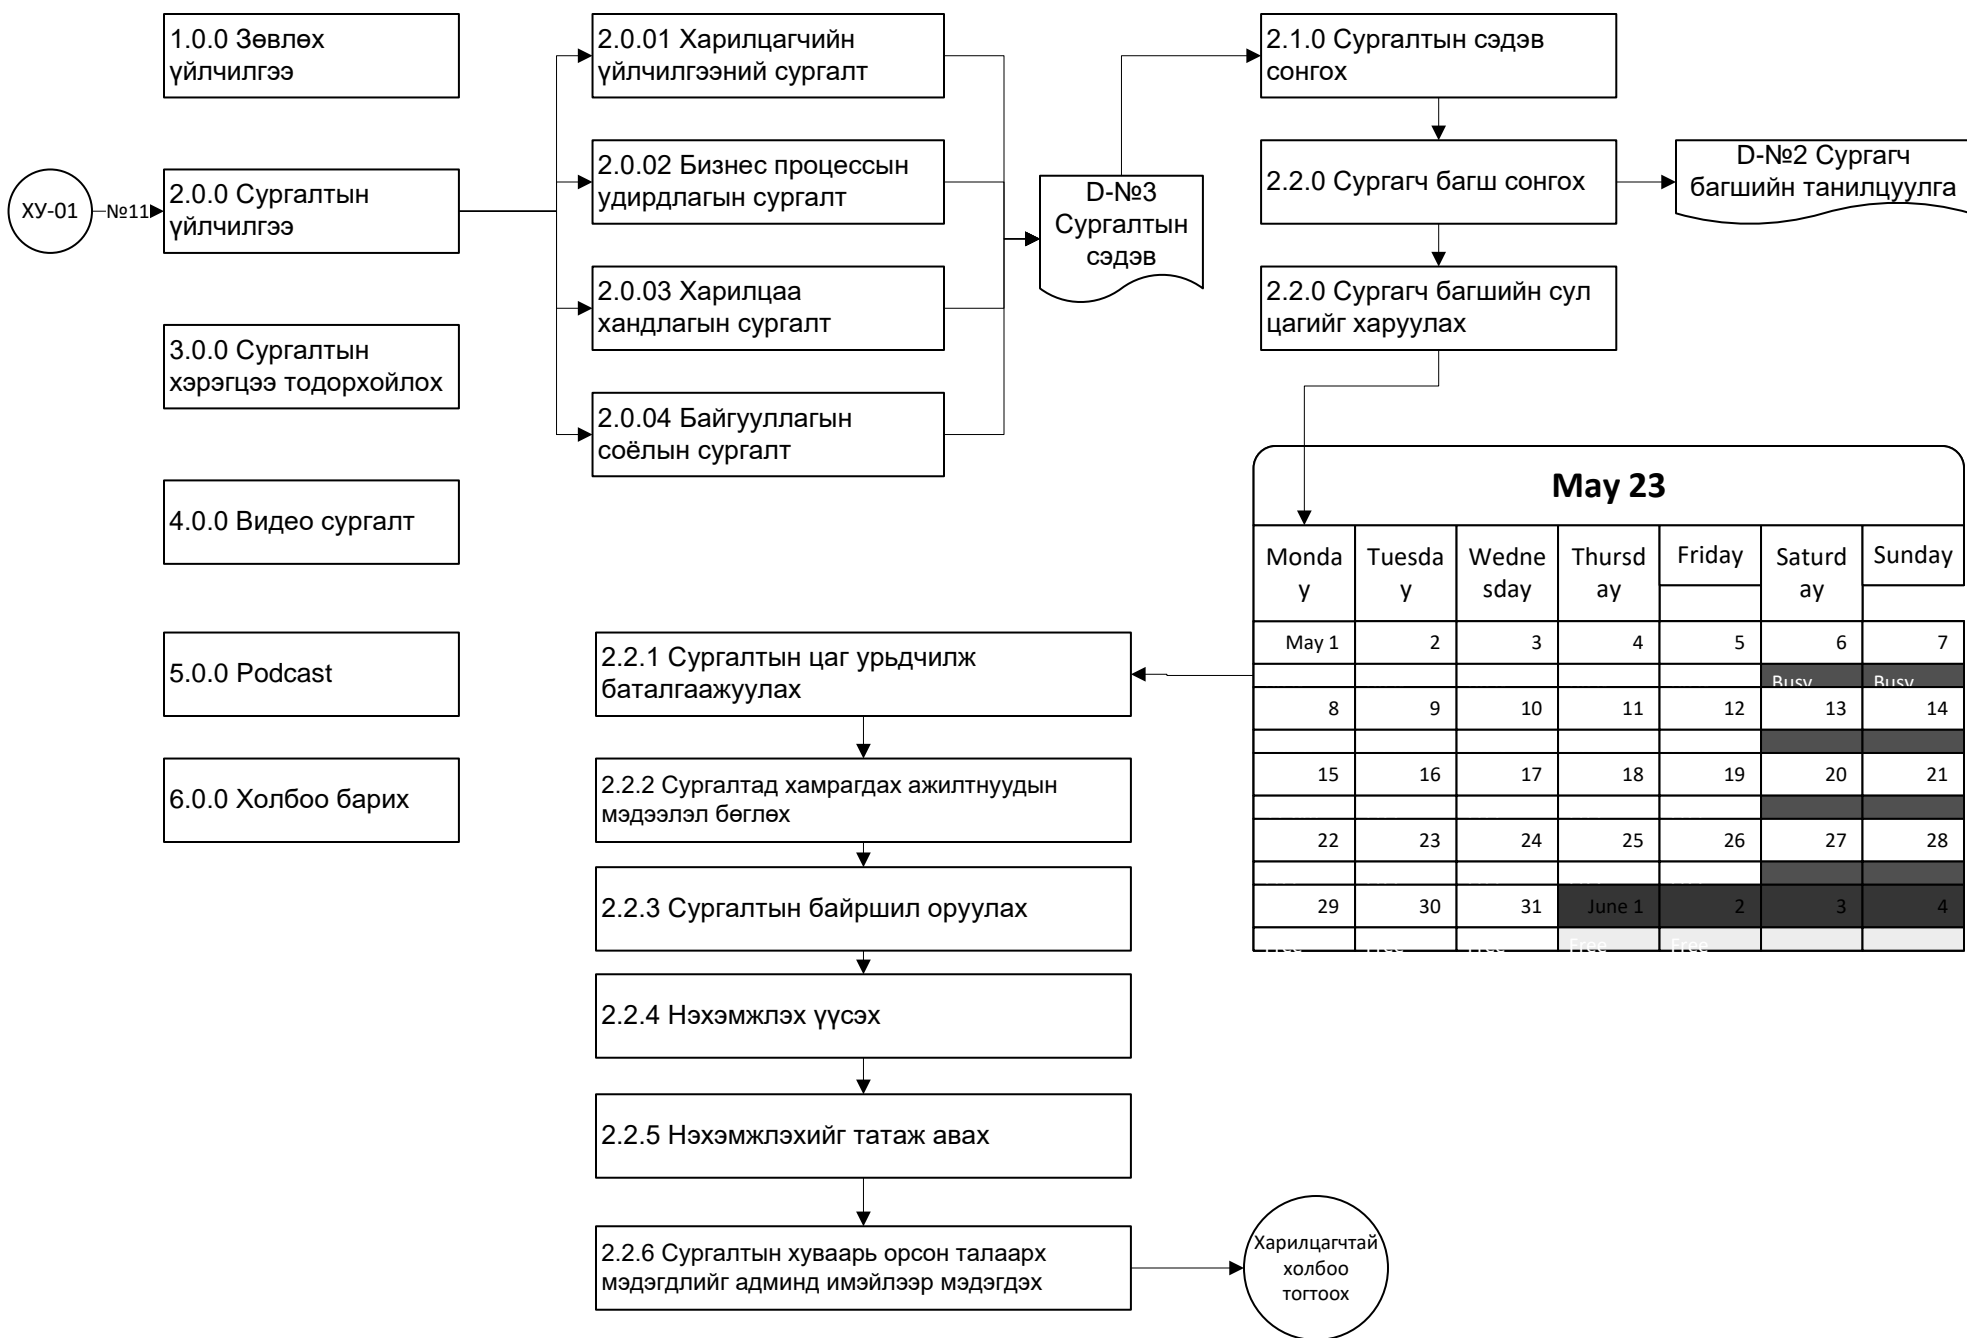 1.0.0 Зөвлөх
үйлчилгээ
ХУ-01
№11
2.0.0 Сургалтын
үйлчилгээ
3.0.0 Сургалтын
хэрэгцээ тодорхойлох
4.0.0 Видео сургалт
5.0.0 Podcast
6.0.0 Холбоо барих
2.0.01 Харилцагчийн
үйлчилгээний сургалт
2.0.02 Бизнес процессын
удирдлагын сургалт
2.0.03 Харилцаа
хандлагын сургалт
2.0.04 Байгууллагын
соёлын сургалт
D-№3
Сургалтын
сэдэв
2.1.0 Сургалтын сэдэв
сонгох
2.2.0 Сургагч багш сонгох
D-№2 Сургагч
багшийн танилцуулга
2.2.0 Сургагч багшийн сул
цагийг харуулах
May 23
Monda
y
Tuesda
y
Wedne
sday
Thursd
ay
Friday
Saturd
ay
Sunday
May 1 2 3 4 5 6 7
Busy Busy
8 9 10 11 12 13 14
15 16 17 18 19 20 21
22 23 24 25 26 27 28
29 30 31 June 1 2 3 4
Free Free Free Free Free
2.2.1 Сургалтын цаг урьдчилж
баталгаажуулах
2.2.2 Сургалтад хамрагдах ажилтнуудын
мэдээлэл бөглөх
2.2.3 Сургалтын байршил оруулах
2.2.4 Нэхэмжлэх үүсэх
2.2.5 Нэхэмжлэхийг татаж авах
2.2.6 Сургалтын хуваарь орсон талаарх
мэдэгдлийг админд имэйлээр мэдэгдэх
Харилцагчтай
холбоо
тогтоох